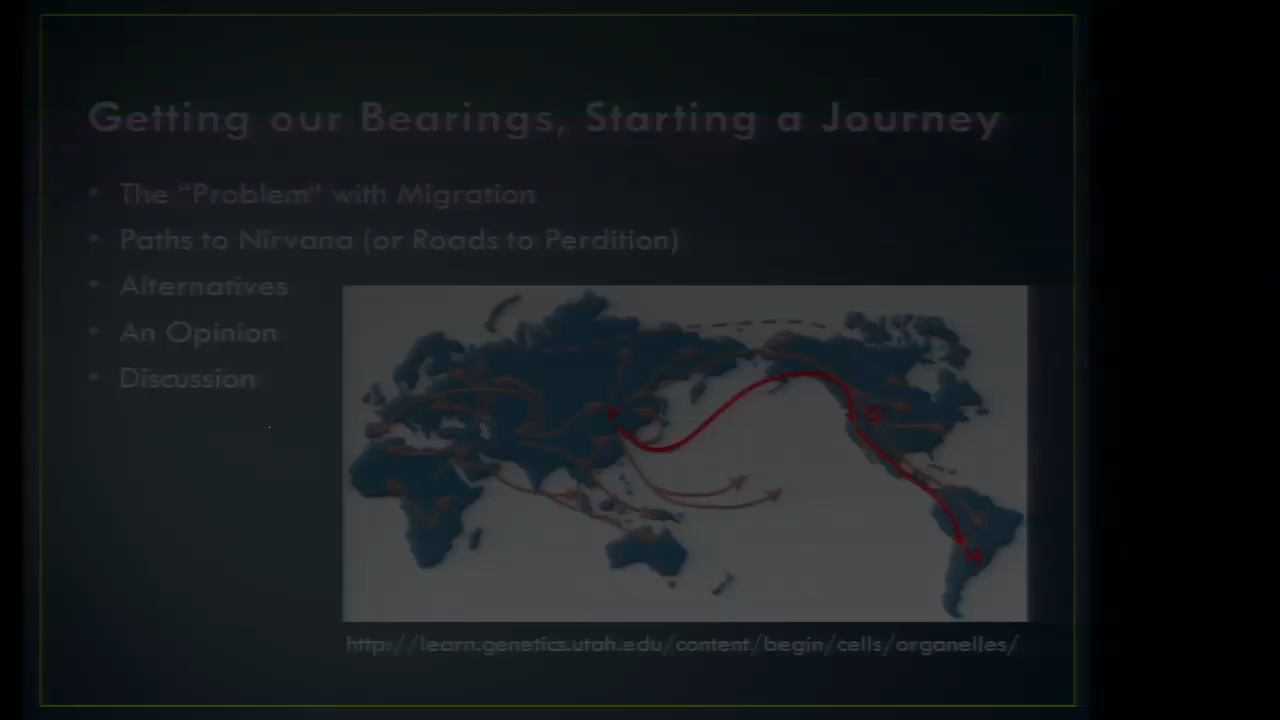 Getting our Bearings, Starting a Journey
• The "Problem" with Migration
• Paths to Nirvana (or Roads to Perdition)
• Alternatives
• An Opinion
• Discussion
http://learn.genetics.utah.edu/content/begin/cells/organelles/